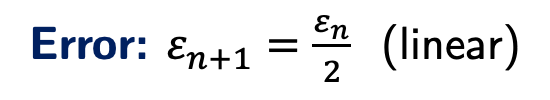 Error: εₙ₊₁ = εₙ/2 (linear)